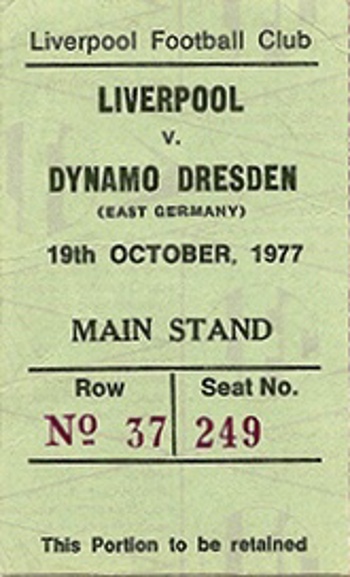 Liverpool Football Club
LIVERPOOL
v.
DYNAMO DRESDEN
(EAST GERMANY)
19th OCTOBER, 1977
MAIN STAND
Row Seat No.
Nº 37 249
This Portion to be retained